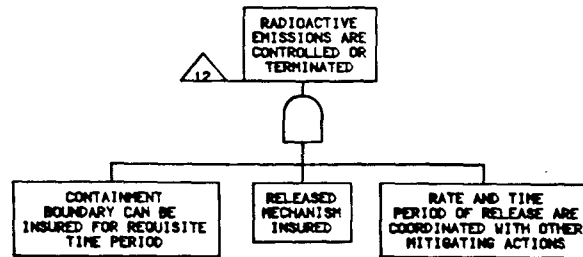 RADIOACTIVE
EMISSIONS ARE
CONTROLLED OR
TERMINATED
12
CONTAINMENT
BOUNDARY CAN BE
INSURED FOR REQUISITE
TIME PERIOD
RELEASED
MECHANISM
INSURED
RATE AND TIME
PERIOD OF RELEASE ARE
COORDINATED WITH OTHER
MITIGATING ACTIONS